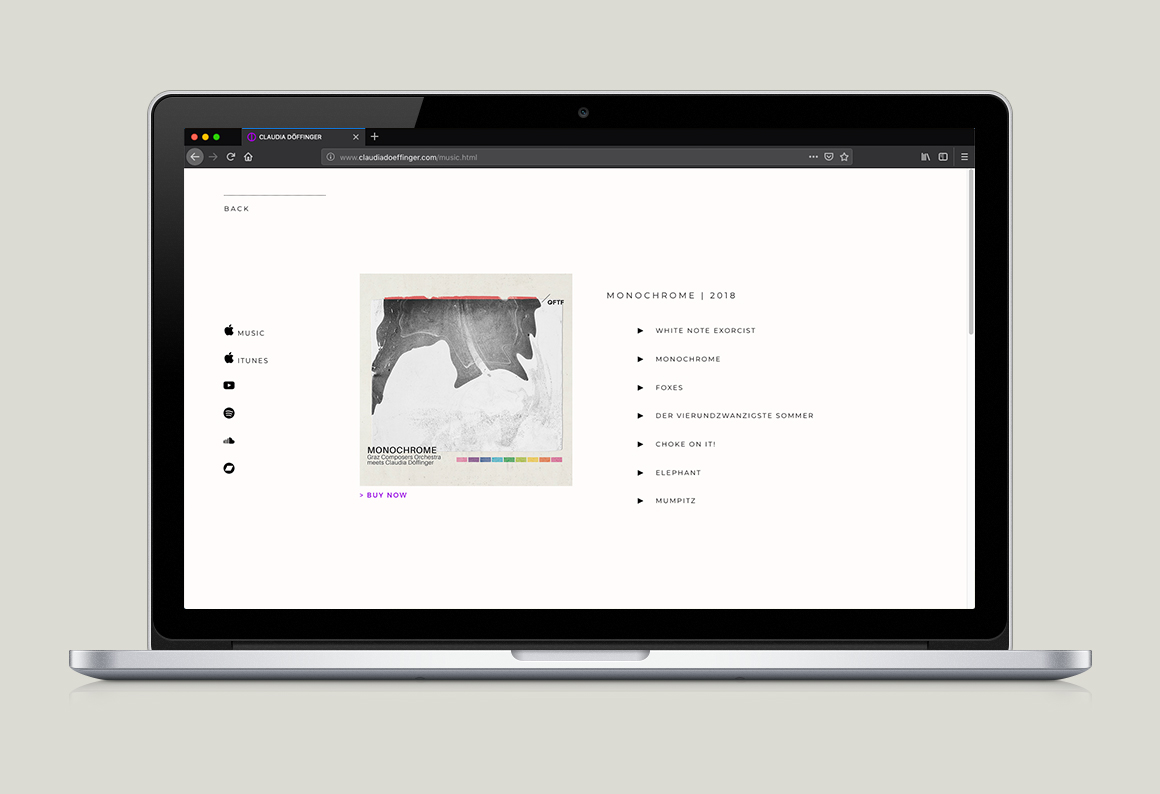 CLAUDIA DÖFFINGER
www.claudiadoeffinger.com/music.html
BACK
MUSIC
ITUNES
QFTF
MONOCHROME
Graz Composers Orchestra
meets Claudia Döffinger
> BUY NOW
MONOCHROME | 2018
WHITE NOTE EXORCIST
MONOCHROME
FOXES
DER VIERUNDZWANZIGSTE SOMMER
CHOKE ON IT!
ELEPHANT
MUMPITZ